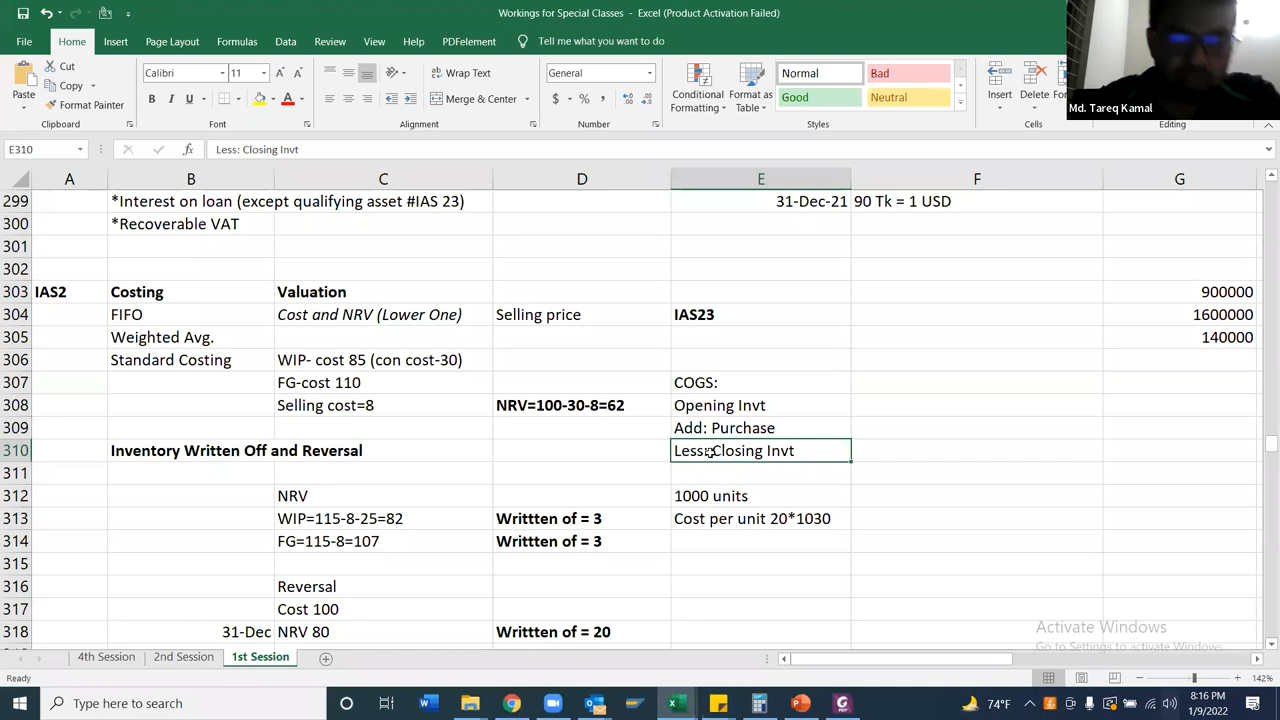 Workings for Special Classes - Excel (Product Activation Failed)
File Home Insert Page Layout Formulas Data Review View Help PDFelement Tell me what you want to do
Paste
Cut
Copy
Format Painter
Clipboard
Calibri 11
B I U
Font
Wrap Text
Merge & Center
Alignment
General
$ % ,
Number
Conditional Formatting
Format as Table
Normal Bad
Good Neutral
Styles
Insert Delete Form
Cells
Editing
Md. Tareq Kamal
E310 fx Less: Closing Invt
A B C D E F G
299 *Interest on loan (except qualifying asset #IAS 23) 31-Dec-21 90 Tk = 1 USD
300 *Recoverable VAT
301
302
303 IAS2 Costing Valuation 900000
304 FIFO Cost and NRV (Lower One) Selling price IAS23 1600000
305 Weighted Avg. 140000
306 Standard Costing WIP- cost 85 (con cost-30)
307 FG-cost 110 COGS:
308 Selling cost=8 NRV=100-30-8=62 Opening Invt
309 Add: Purchase
310 Inventory Written Off and Reversal Less: Closing Invt
311
312 NRV 1000 units
313 WIP=115-8-25=82 Writtten of = 3 Cost per unit 20*1030
314 FG=115-8=107 Writtten of = 3
315
316 Reversal
317 Cost 100
318 31-Dec NRV 80 Writtten of = 20
Activate Windows
Go to Settings to activate Windows.
4th Session 2nd Session 1st Session
Ready 142%
Type here to search
74°F
8:16 PM
1/9/2022